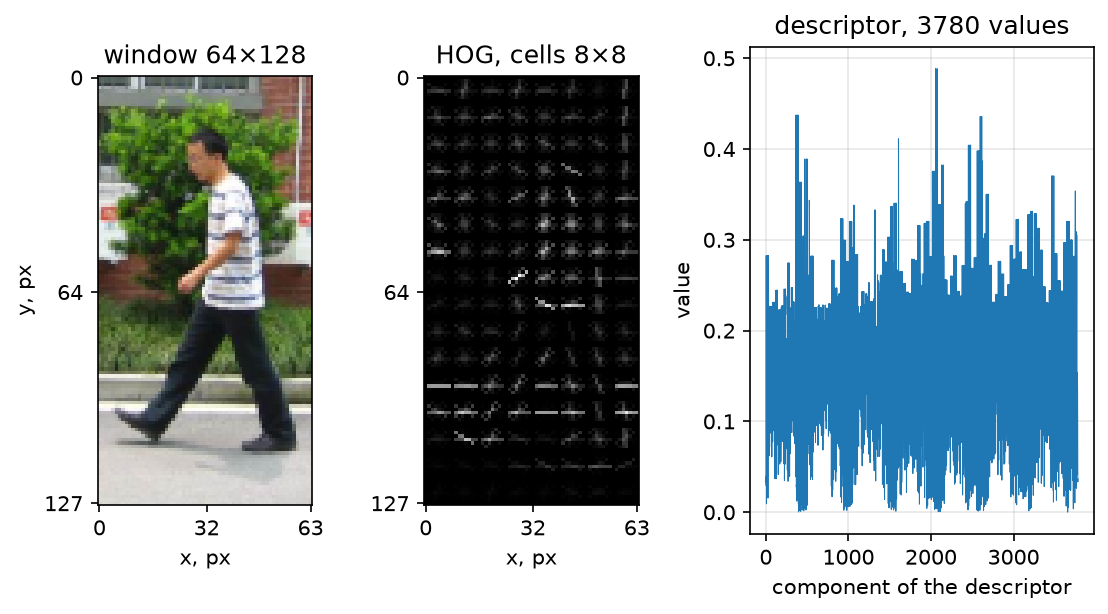 window 64×128
0
64
127
y, px
0 32 63
x, px
HOG, cells 8×8
0
64
127
0 32 63
x, px
descriptor, 3780 values
0.5
0.4
0.3
0.2
0.1
0.0
value
0 1000 2000 3000
component of the descriptor